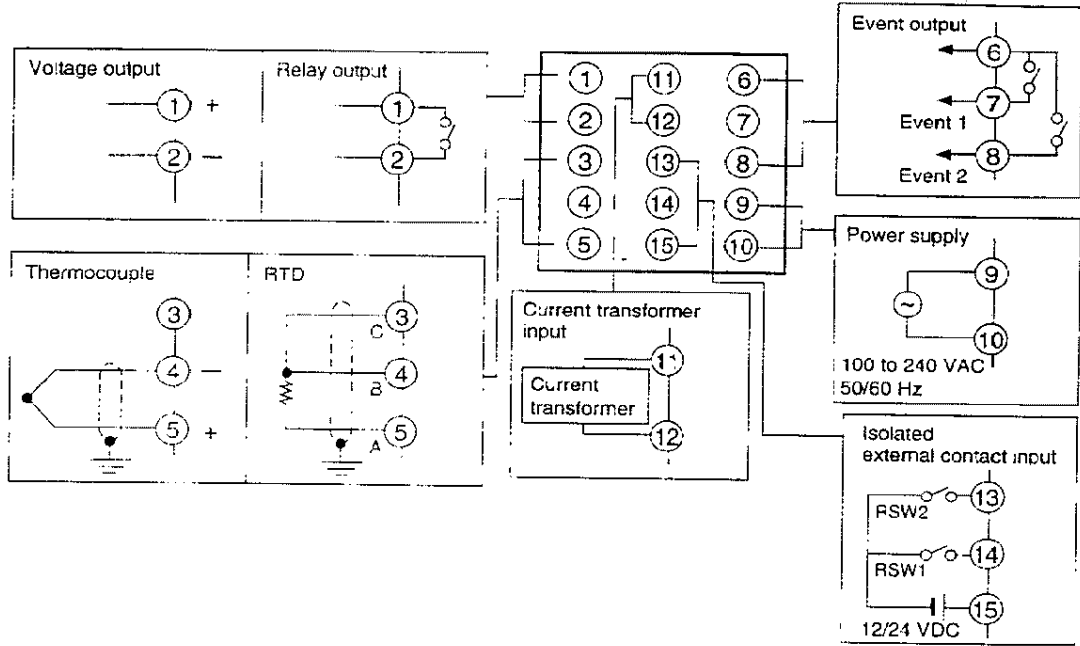 Voltage output
1 +
2 –
Relay output
1
2
1 11 6
2 12 7
3 13 8
4 14 9
5 15 10
Event output
6
7
Event 1
8
Event 2
Thermocouple
3
4 –
5 +
RTD
C 3
B 4
A 5
Current transformer
input
11
Current
transformer
12
Power supply
9
~
10
100 to 240 VAC
50/60 Hz
Isolated
external contact input
RSW2 13
RSW1 14
15
12/24 VDC